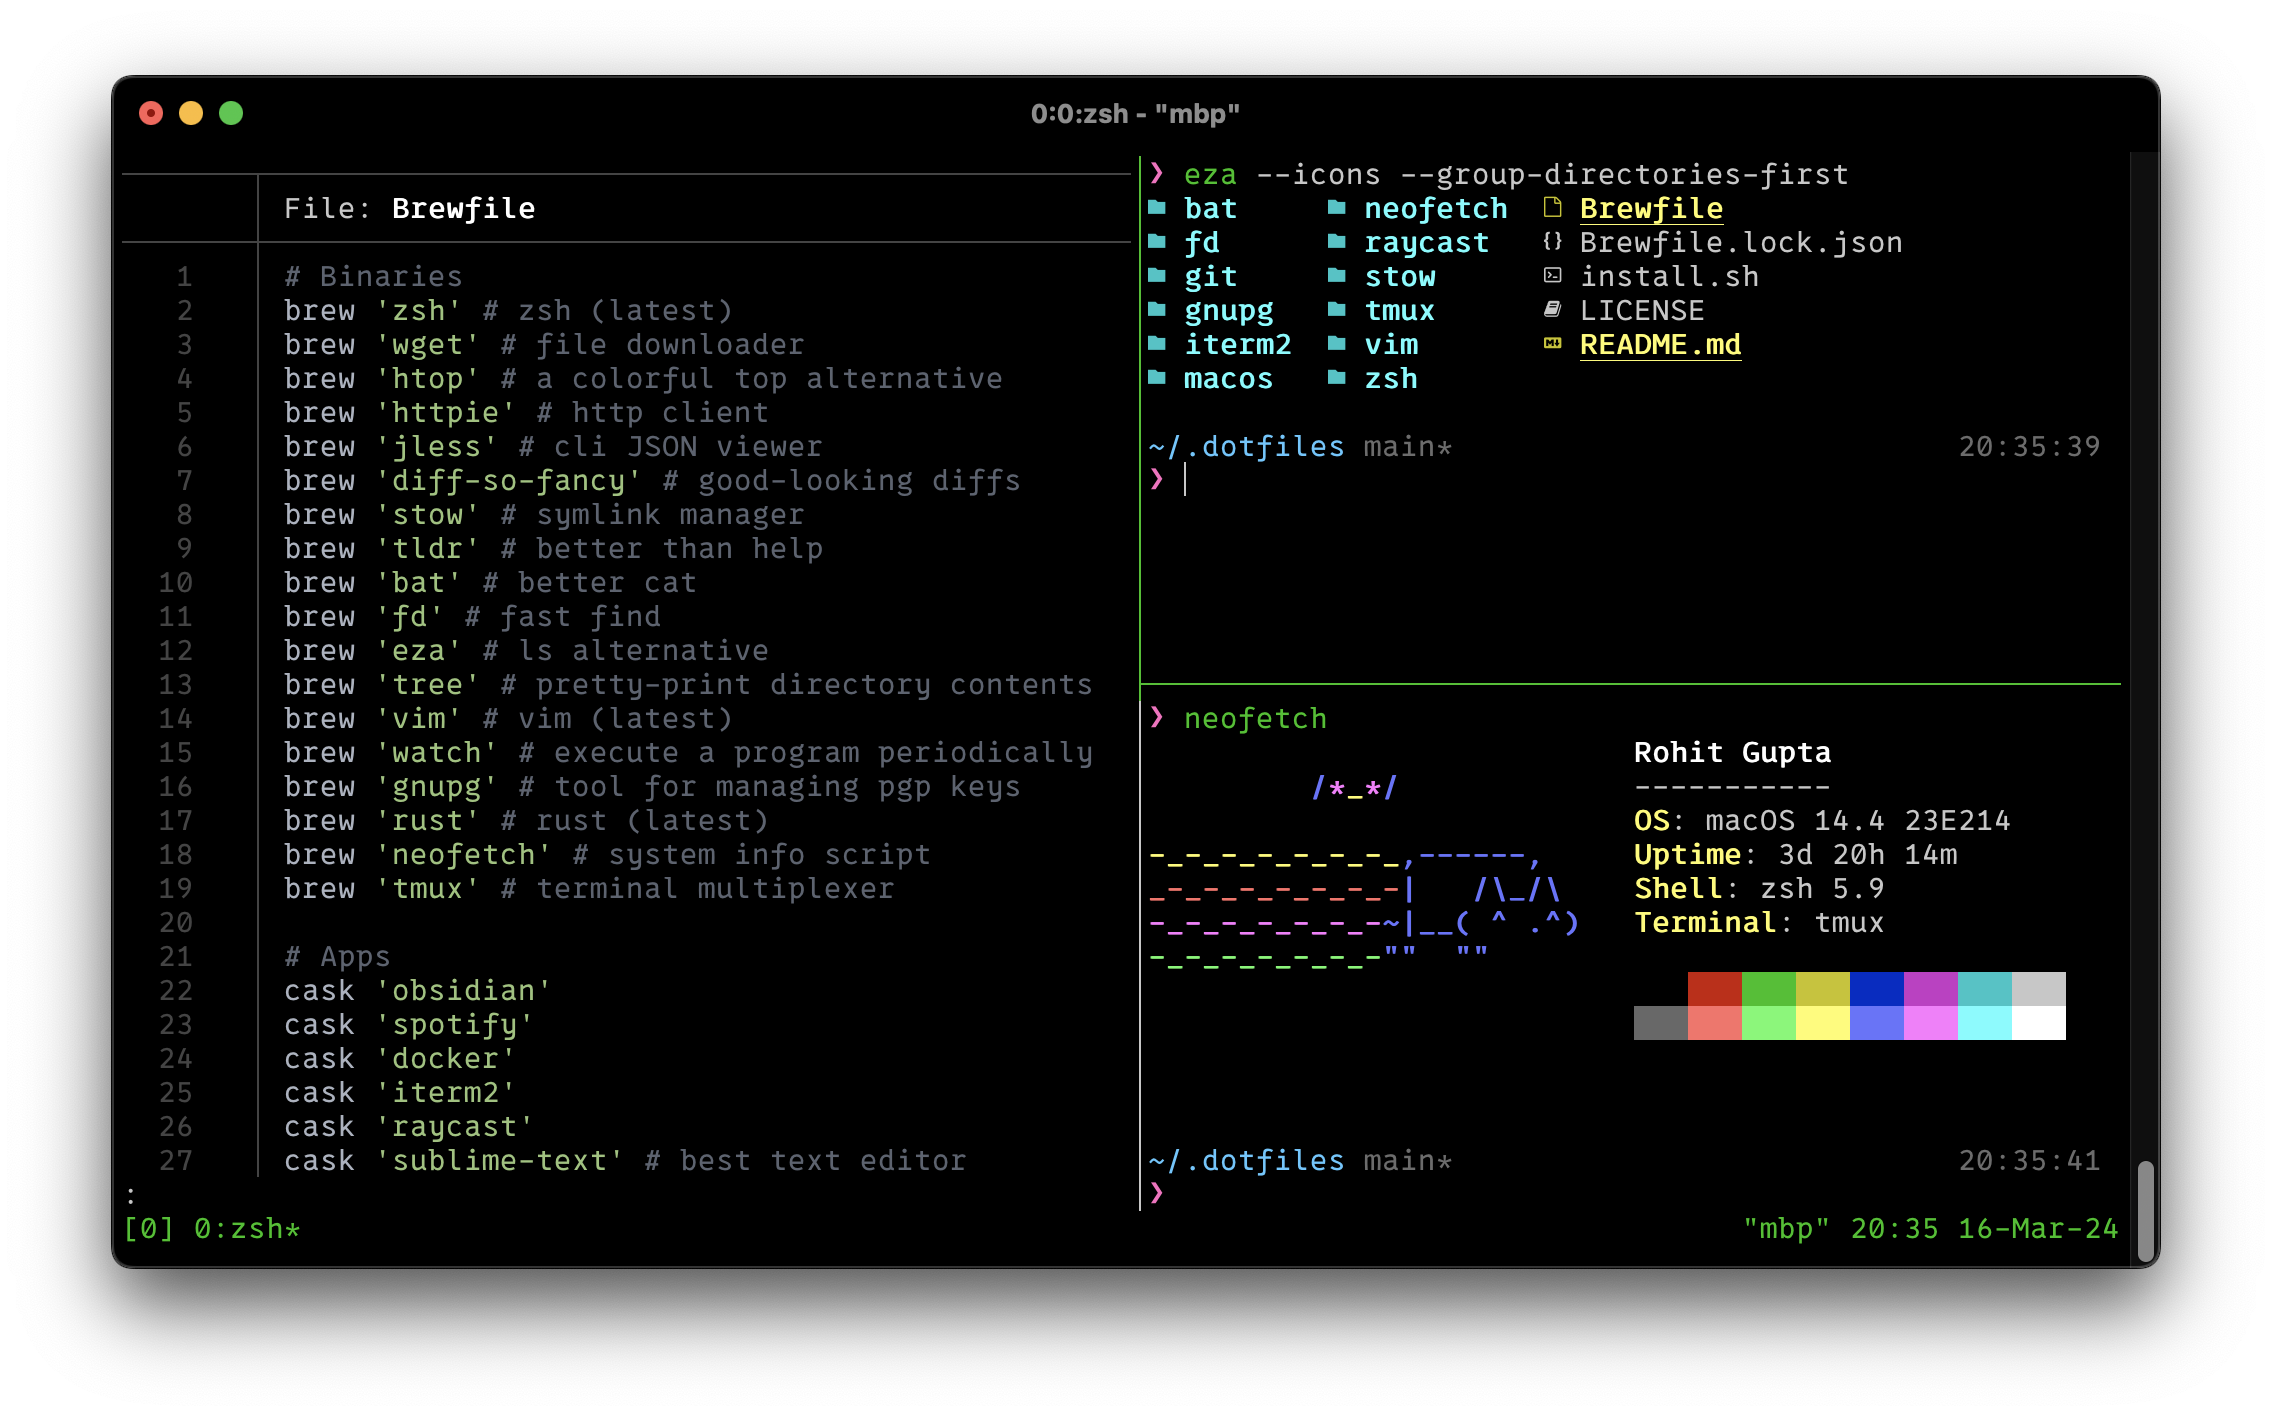 0:0:zsh - "mbp"
File: Brewfile
1 # Binaries
2 brew 'zsh' # zsh (latest)
3 brew 'wget' # file downloader
4 brew 'htop' # a colorful top alternative
5 brew 'httpie' # http client
6 brew 'jless' # cli JSON viewer
7 brew 'diff-so-fancy' # good-looking diffs
8 brew 'stow' # symlink manager
9 brew 'tldr' # better than help
10 brew 'bat' # better cat
11 brew 'fd' # fast find
12 brew 'eza' # ls alternative
13 brew 'tree' # pretty-print directory contents
14 brew 'vim' # vim (latest)
15 brew 'watch' # execute a program periodically
16 brew 'gnupg' # tool for managing pgp keys
17 brew 'rust' # rust (latest)
18 brew 'neofetch' # system info script
19 brew 'tmux' # terminal multiplexer
20
21 # Apps
22 cask 'obsidian'
23 cask 'spotify'
24 cask 'docker'
25 cask 'iterm2'
26 cask 'raycast'
27 cask 'sublime-text' # best text editor
:
❯ eza --icons --group-directories-first
bat neofetch Brewfile
fd raycast Brewfile.lock.json
git stow install.sh
gnupg tmux LICENSE
iterm2 vim README.md
macos zsh
~/.dotfiles main* 20:35:39
❯
❯ neofetch
Rohit Gupta
-----------
/*_*/
OS: macOS 14.4 23E214
-_-_-_-_-_-_-_,------, Uptime: 3d 20h 14m
_-_-_-_-_-_-_-|   /\_/\ Shell: zsh 5.9
-_-_-_-_-_-_-~|__( ^ .^) Terminal: tmux
-_-_-_-_-_-_-""  ""
~/.dotfiles main* 20:35:41
❯
[0] 0:zsh* "mbp" 20:35 16-Mar-24